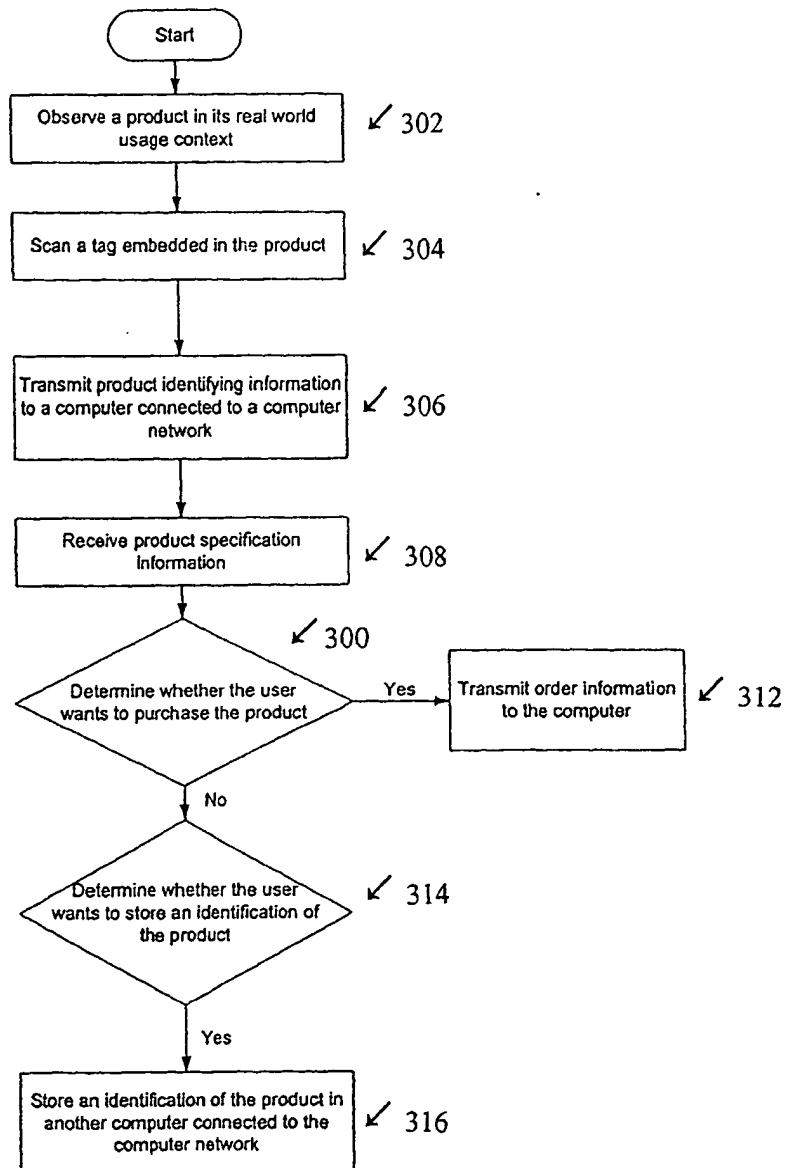 Start
Observe a product in its real world
usage context
302
Scan a tag embedded in the product
304
Transmit product identifying information
to a computer connected to a computer
network
306
Receive product specification
information
308
300
Determine whether the user
wants to purchase the product
Yes
Transmit order information
to the computer
312
No
Determine whether the user
wants to store an identification of
the product
314
Yes
Store an identification of the product in
another computer connected to the
computer network
316